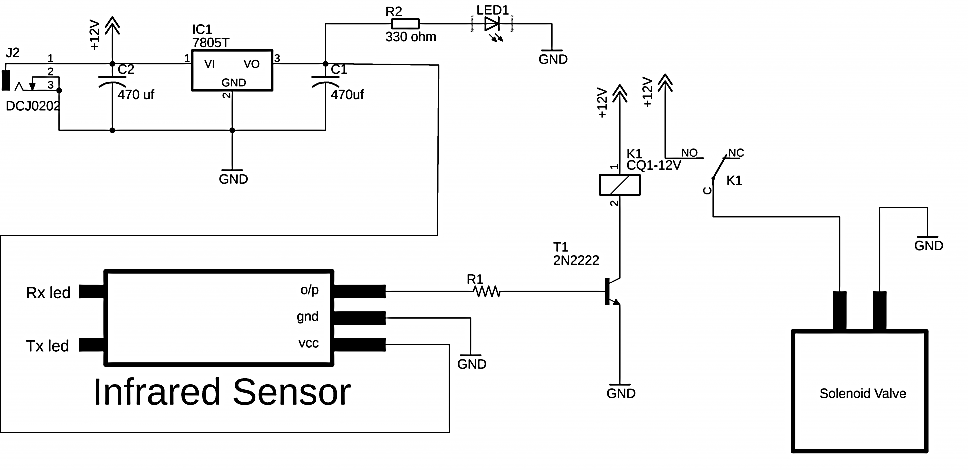 R2
330 ohm
LED1
GND
+12V
IC1
7805T
J2
1
2
3
DCJ0202
C2
470 uf
1
VI
VO
3
GND
2
C1
470uf
GND
+12V
+12V
K1
CQ1-12V
1
2
NO
NC
C
K1
GND
T1
2N2222
R1
GND
Rx led
Tx led
o/p
gnd
vcc
GND
Infrared Sensor
Solenoid Valve